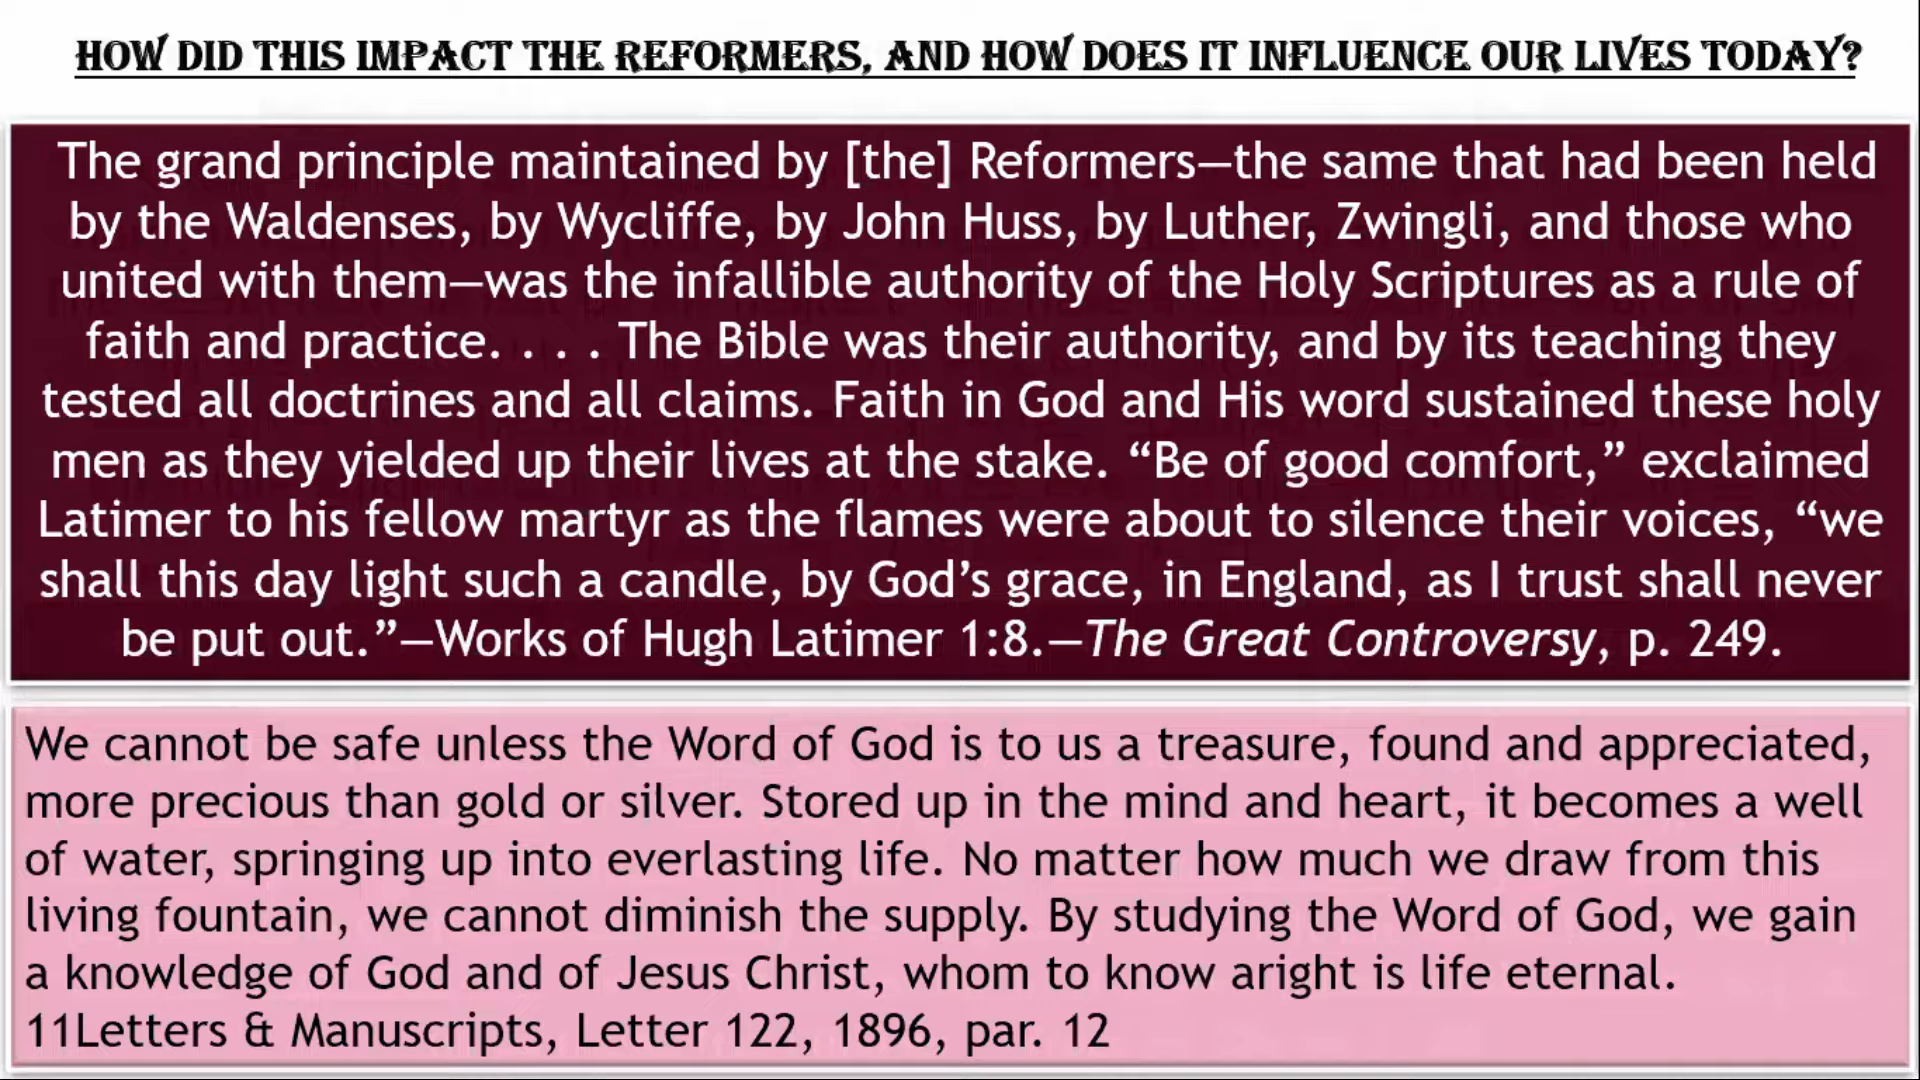 HOW DID THIS IMPACT THE REFORMERS, AND HOW DOES IT INFLUENCE OUR LIVES TODAY?
The grand principle maintained by [the] Reformers—the same that had been held
by the Waldenses, by Wycliffe, by John Huss, by Luther, Zwingli, and those who
united with them—was the infallible authority of the Holy Scriptures as a rule of
faith and practice. . . . The Bible was their authority, and by its teaching they
tested all doctrines and all claims. Faith in God and His word sustained these holy
men as they yielded up their lives at the stake. “Be of good comfort,” exclaimed
Latimer to his fellow martyr as the flames were about to silence their voices, “we
shall this day light such a candle, by God’s grace, in England, as I trust shall never
be put out.”—Works of Hugh Latimer 1:8.—The Great Controversy, p. 249.
We cannot be safe unless the Word of God is to us a treasure, found and appreciated,
more precious than gold or silver. Stored up in the mind and heart, it becomes a well
of water, springing up into everlasting life. No matter how much we draw from this
living fountain, we cannot diminish the supply. By studying the Word of God, we gain
a knowledge of God and of Jesus Christ, whom to know aright is life eternal.
11Letters & Manuscripts, Letter 122, 1896, par. 12